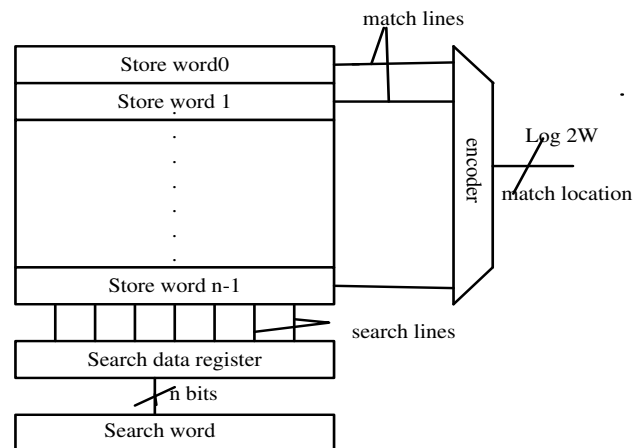 match lines
Store word0
Store word 1
Log 2W
encoder
match location
Store word n-1
search lines
Search data register
n bits
Search word